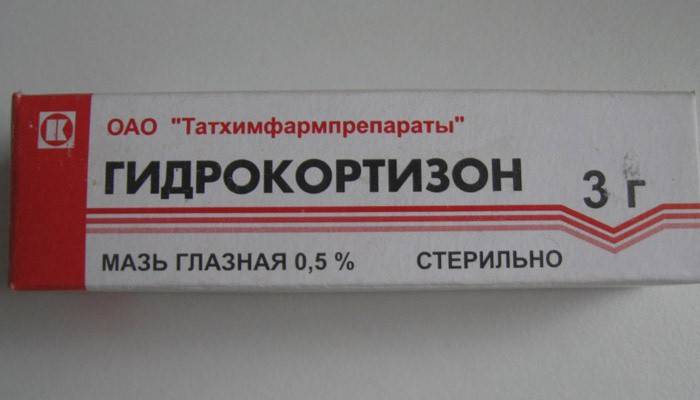 ОАО "Татхимфармпрепараты"
ГИДРОКОРТИЗОН
3 г
МАЗЬ ГЛАЗНАЯ 0,5 %
СТЕРИЛЬНО